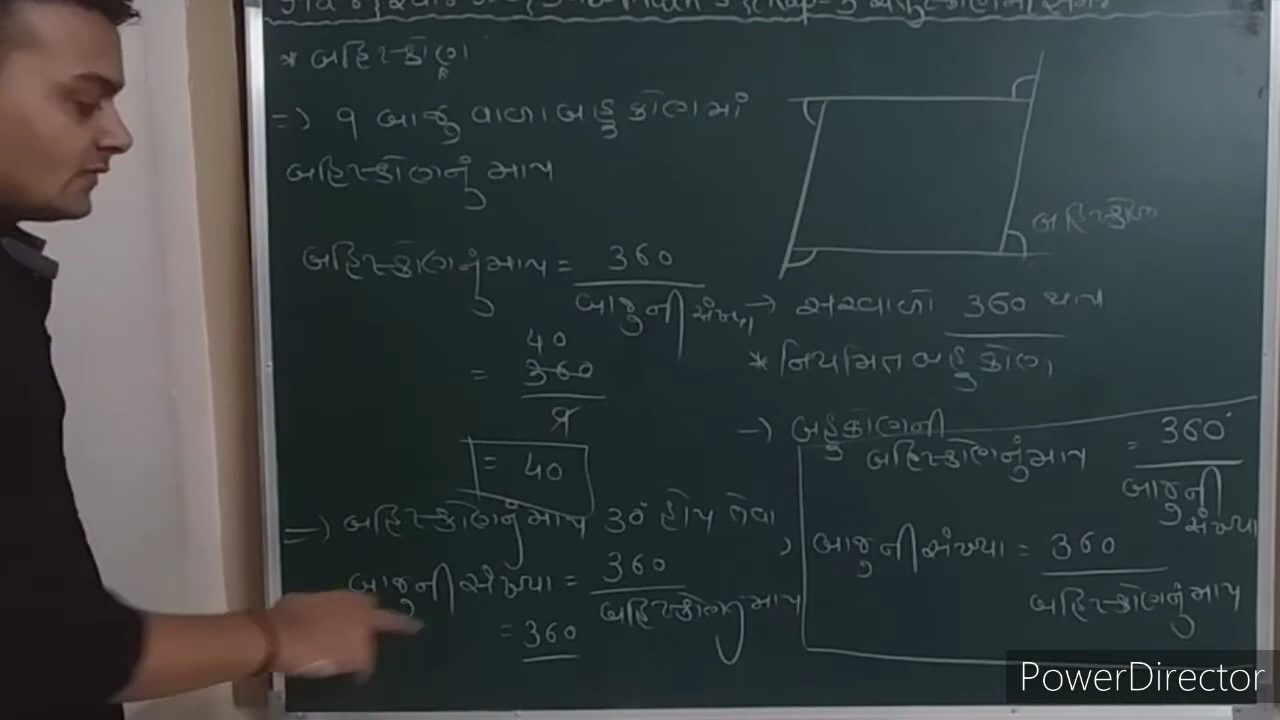 * બહિષ્કોણ
=> ૧ બાજુ વાળા બહુકોણમાં
બહિષ્કોણનું માપ
બહિષ્કોણનું માપ = 360
બાજુની સંખ્યા
40
= 360
9
= 40
=> બહિષ્કોણનું માપ 30° હોય તેવા
બાજુની સંખ્યા = 360
બહિષ્કોણનું માપ
= 360
બહિષ્કોણ
-> સરવાળો 360 થાય
* નિયમિત બહુકોણ
-> બહુકોણની
બહિષ્કોણનું માપ = 360°
બાજુની સંખ્યા
બાજુની સંખ્યા = 360
બહિષ્કોણનું માપ
PowerDirector